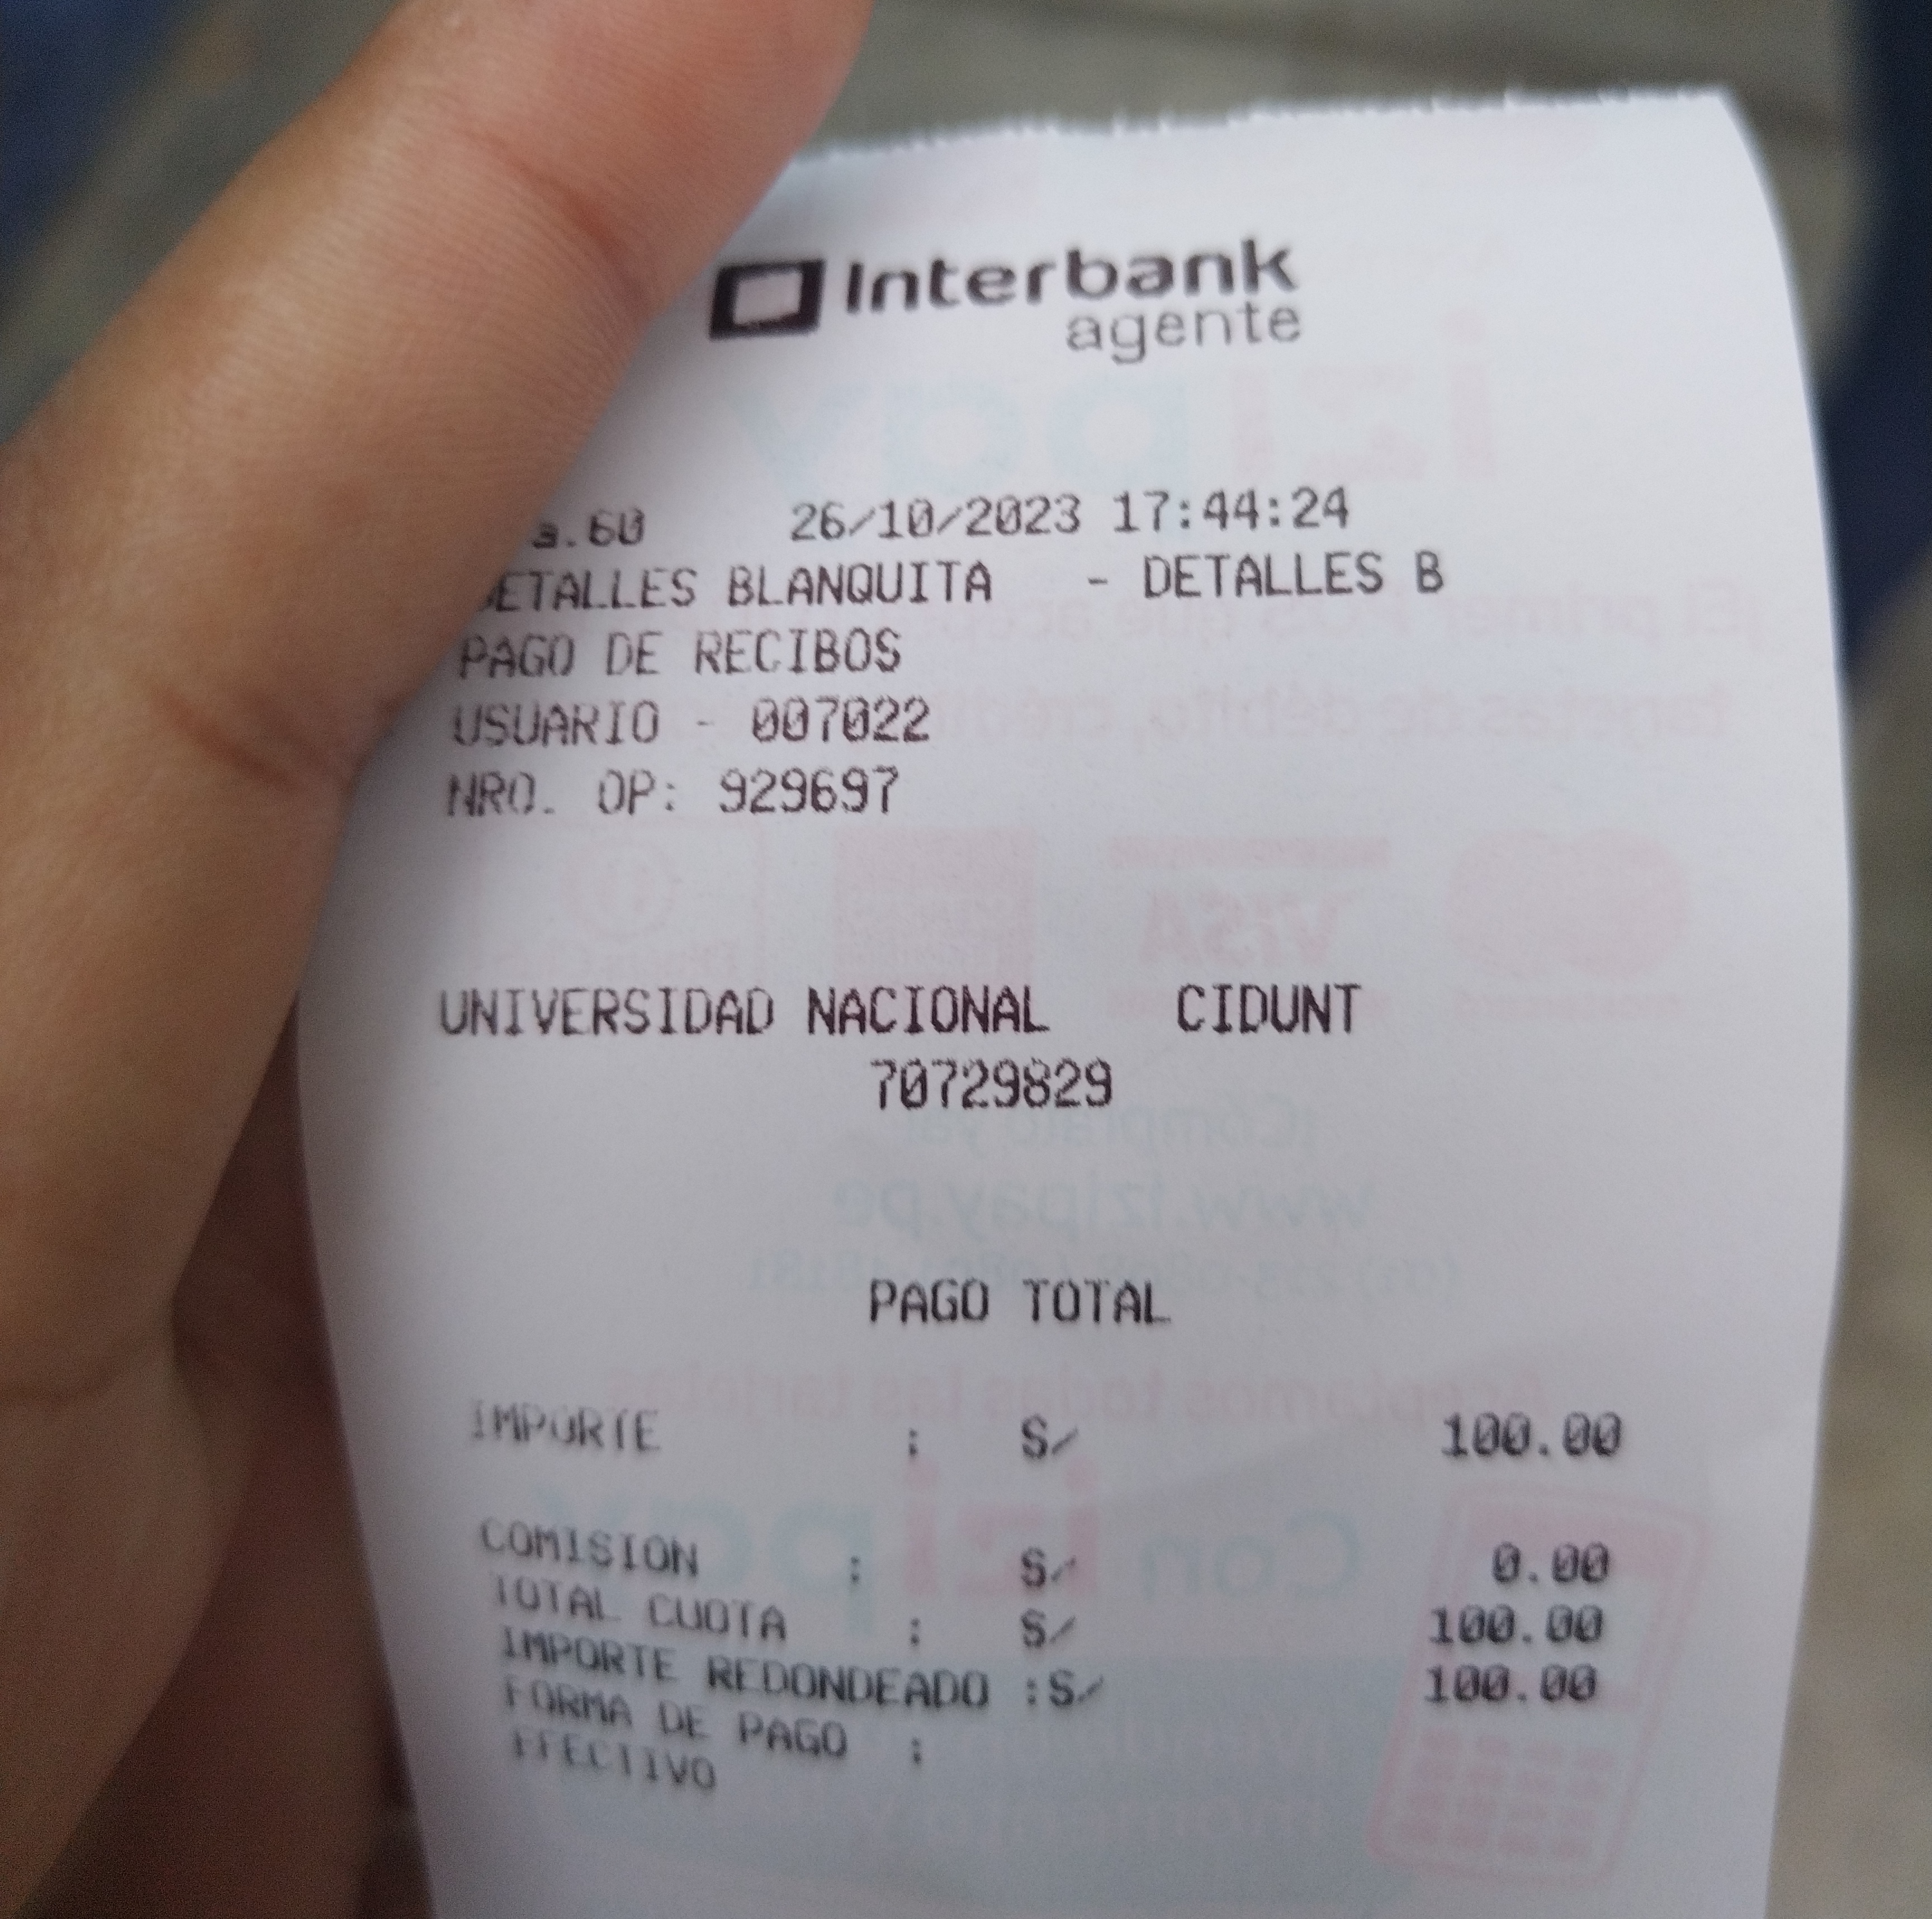 Interbank
agente
a.60 26/10/2023 17:44:24
DETALLES BLANQUITA - DETALLES B
PAGO DE RECIBOS
USUARIO - 007022
NRO. OP: 929697
UNIVERSIDAD NACIONAL CIDUNT
70729829
PAGO TOTAL
IMPORTE : S/ 100.00
COMISION : S/ 0.00
TOTAL CUOTA : S/ 100.00
IMPORTE REDONDEADO :S/ 100.00
FORMA DE PAGO :
EFECTIVO